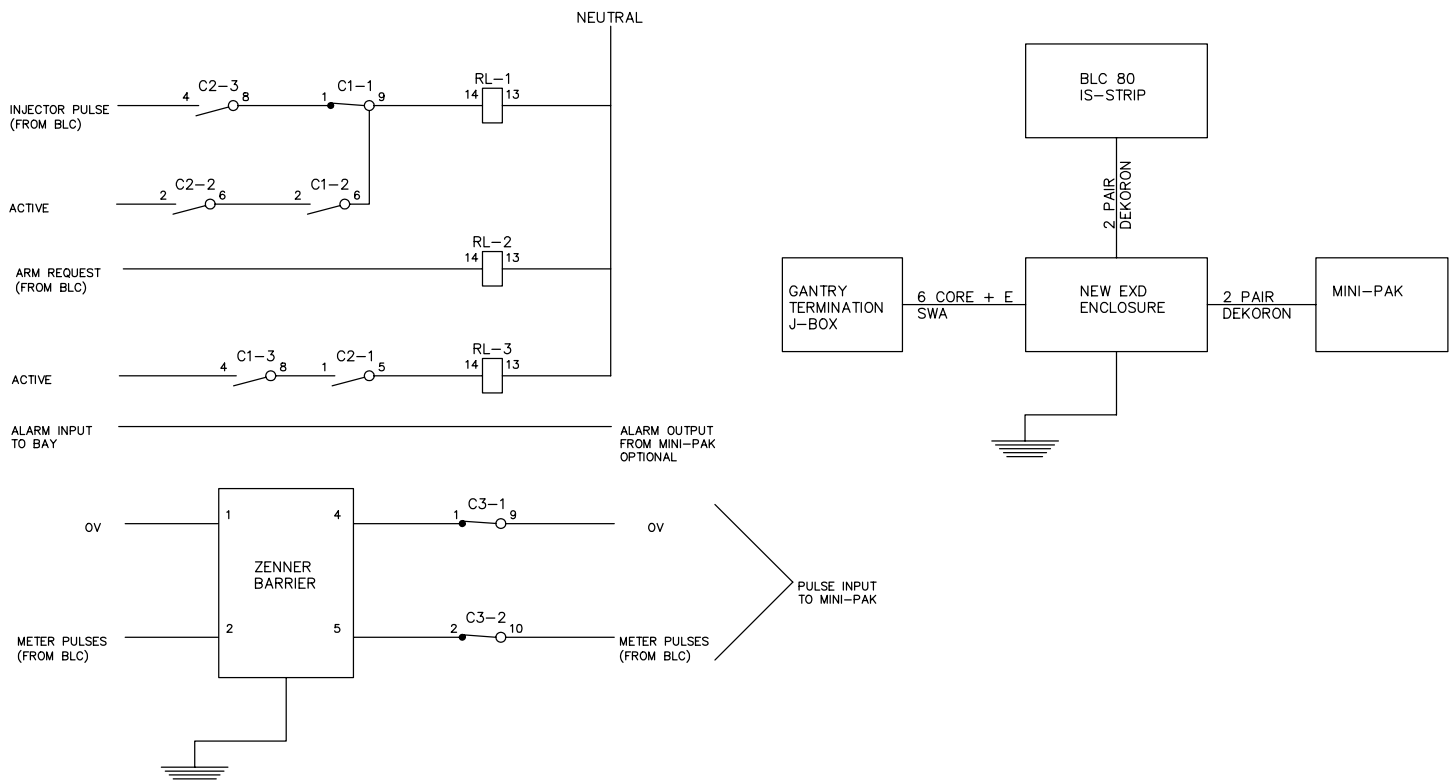 NEUTRAL
C2-3
C1-1
RL-1
4
8
1
9
14
13
INJECTOR PULSE
(FROM BLC)
C2-2
C1-2
2
6
2
6
ACTIVE
RL-2
14
13
ARM REQUEST
(FROM BLC)
C1-3
C2-1
RL-3
4
8
1
5
14
13
ACTIVE
ALARM INPUT
TO BAY
ALARM OUTPUT
FROM MINI-PAK
OPTIONAL
0V
1
4
C3-1
1
9
0V
ZENNER
BARRIER
PULSE INPUT
TO MINI-PAK
METER PULSES
(FROM BLC)
2
5
C3-2
2
10
METER PULSES
(FROM BLC)
BLC 80
IS-STRIP
2 PAIR
DEKORON
GANTRY
TERMINATION
J-BOX
6 CORE + E
SWA
NEW EXD
ENCLOSURE
2 PAIR
DEKORON
MINI-PAK